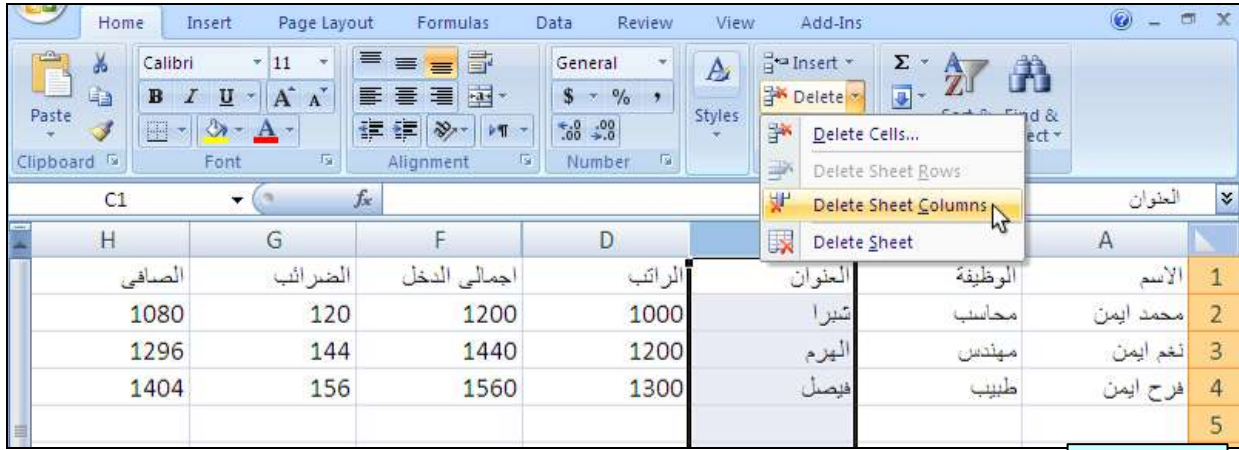 Home Insert Page Layout Formulas Data Review View Add-Ins
Calibri 11 General Insert Σ
Paste B I U A A $ % , Styles Delete
A .00 .0 Delete Cells...
Clipboard Font Alignment Number Delete Sheet Rows
C1 fx Delete Sheet Columns العنوان
Delete Sheet
H G F D A
الاسم الوظيفة العنوان الراتب اجمالى الدخل الضرائب الصافى 1
محمد ايمن محاسب شبرا 1000 1200 120 1080 2
نغم ايمن مهندس الهرم 1200 1440 144 1296 3
فرح ايمن طبيب فيصل 1300 1560 156 1404 4
5